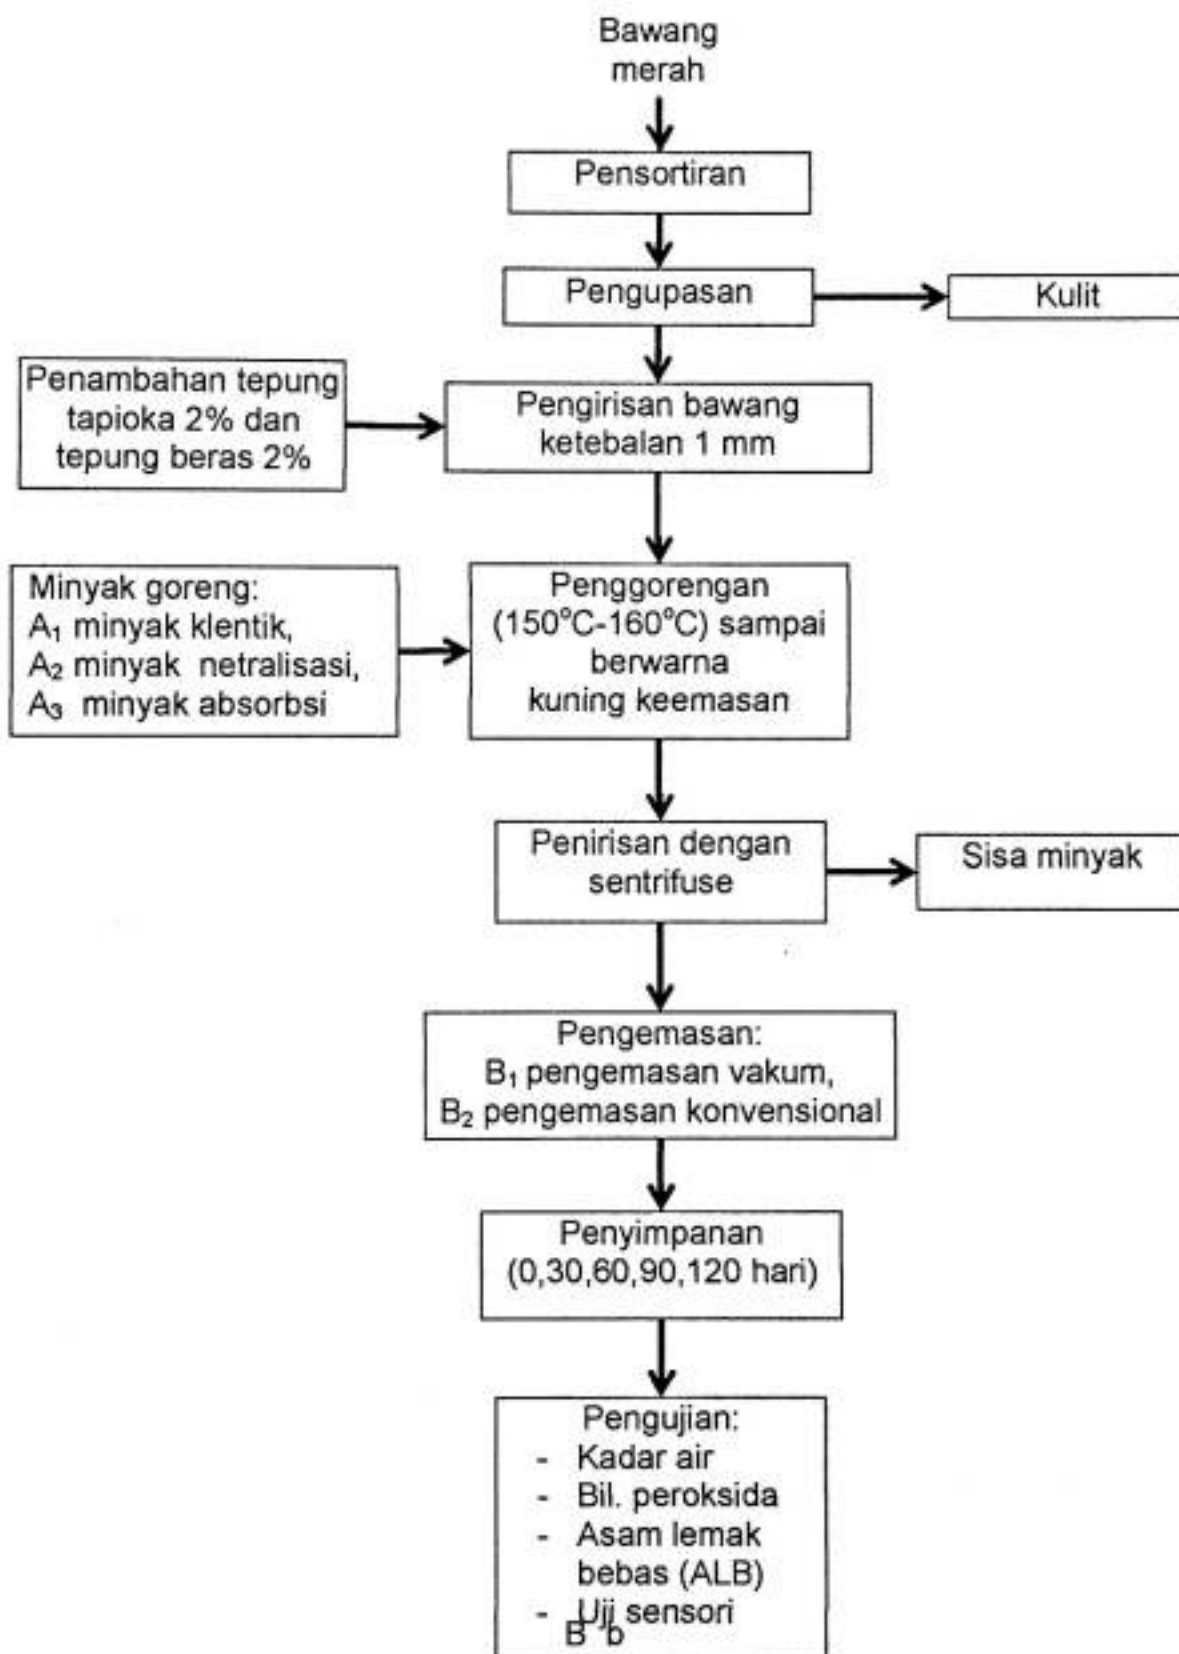 Bawang
merah
Pensortiran
Pengupasan
Kulit
Penambahan tepung
tapioka 2% dan
tepung beras 2%
Pengirisan bawang
ketebalan 1 mm
Minyak goreng:
A₁ minyak klentik,
A₂ minyak netralisasi,
A₃ minyak absorbsi
Penggorengan
(150°C-160°C) sampai
berwarna
kuning keemasan
Penirisan dengan
sentrifuse
Sisa minyak
Pengemasan:
B₁ pengemasan vakum,
B₂ pengemasan konvensional
Penyimpanan
(0,30,60,90,120 hari)
Pengujian:
- Kadar air
- Bil. peroksida
- Asam lemak
bebas (ALB)
- Uji sensori
B b